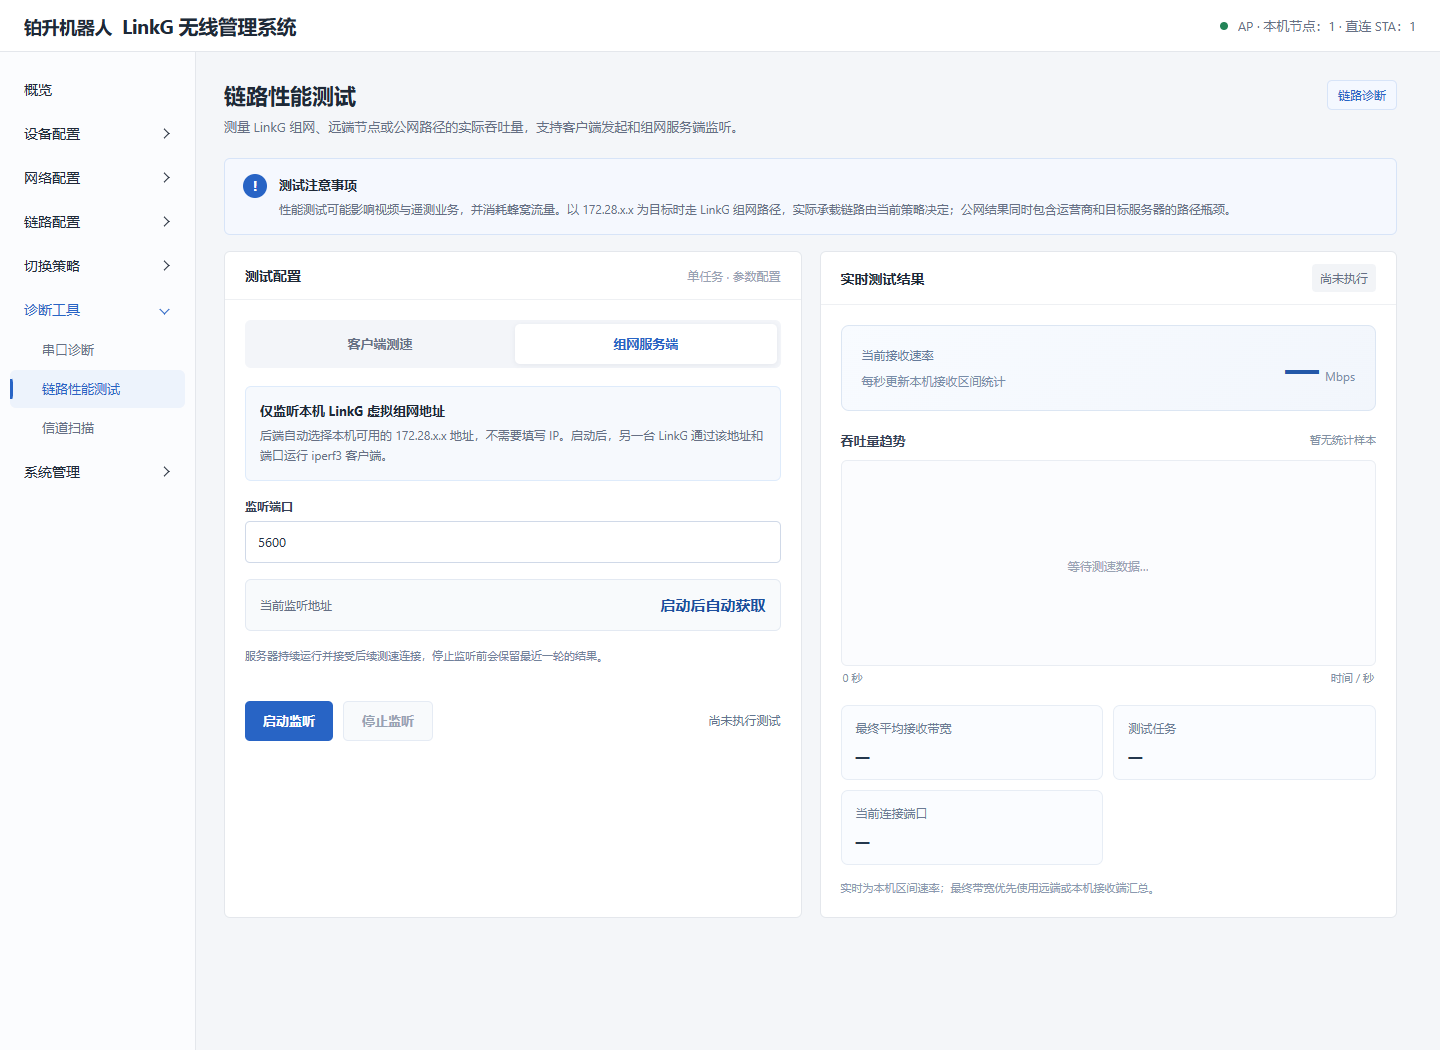 铂升机器人 LinkG 无线管理系统
AP · 本机节点：1 · 直连 STA：1
概览
设备配置
网络配置
链路配置
切换策略
诊断工具
串口诊断
链路性能测试
信道扫描
系统管理
链路性能测试
链路诊断
测量 LinkG 组网、远端节点或公网路径的实际吞吐量，支持客户端发起和组网服务端监听。
!
测试注意事项
性能测试可能影响视频与遥测业务，并消耗蜂窝流量。以 172.28.x.x 为目标时走 LinkG 组网路径，实际承载链路由当前策略决定；公网结果同时包含运营商和目标服务器的路径瓶颈。
测试配置
单任务 · 参数配置
客户端测速
组网服务端
仅监听本机 LinkG 虚拟组网地址
后端自动选择本机可用的 172.28.x.x 地址，不需要填写 IP。启动后，另一台 LinkG 通过该地址和
端口运行 iperf3 客户端。
监听端口
5600
当前监听地址
启动后自动获取
服务器持续运行并接受后续测速连接，停止监听前会保留最近一轮的结果。
启动监听
停止监听
尚未执行测试
实时测试结果
尚未执行
当前接收速率
每秒更新本机接收区间统计
— Mbps
吞吐量趋势
暂无统计样本
等待测速数据...
0 秒
时间 / 秒
最终平均接收带宽
—
测试任务
—
当前连接端口
—
实时为本机区间速率；最终带宽优先使用远端或本机接收端汇总。